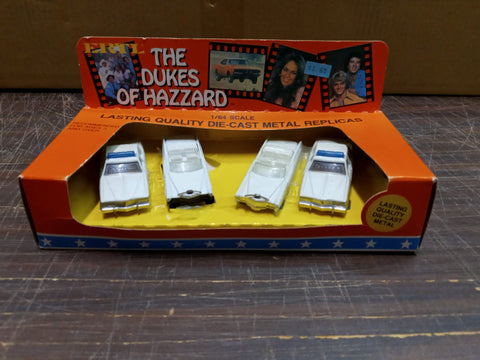 ERTL
THE
DUKES
OF HAZZARD
1/64 SCALE
LASTING QUALITY DIE-CAST METAL REPLICAS
LASTING
QUALITY
DIE-CAST
METAL